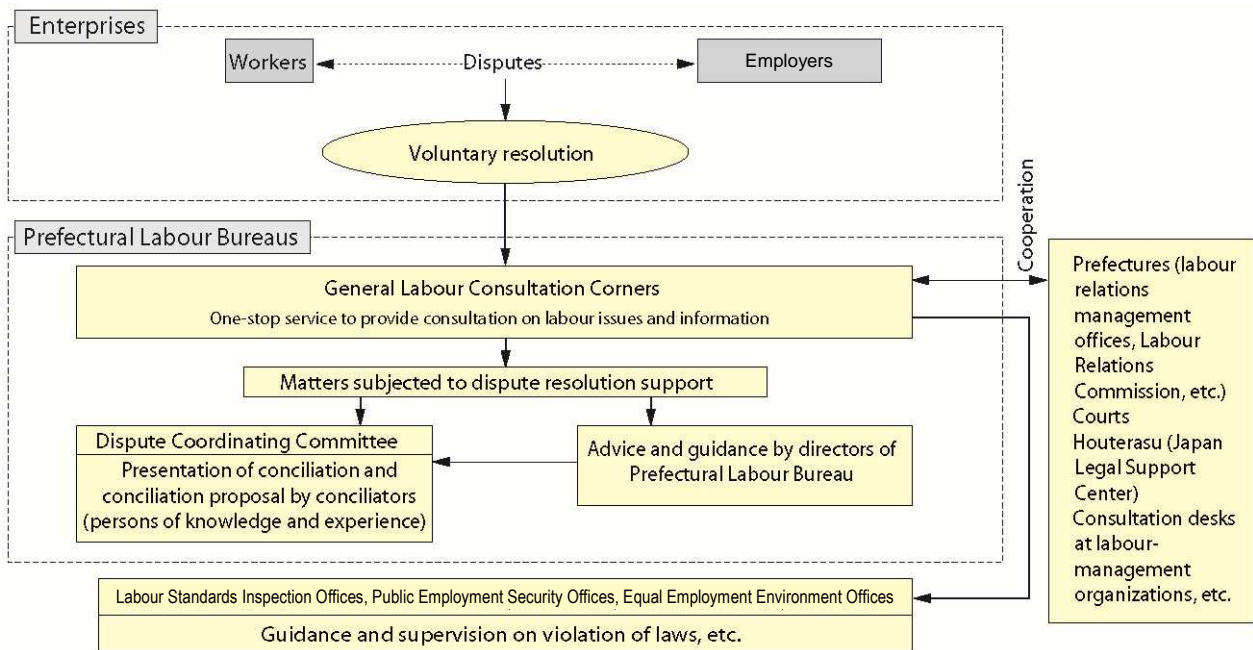 Enterprises
Workers
Disputes
Employers
Voluntary resolution
Cooperation
Prefectural Labour Bureaus
General Labour Consultation Corners
One-stop service to provide consultation on labour issues and information
Matters subjected to dispute resolution support
Dispute Coordinating Committee
Presentation of conciliation and
conciliation proposal by conciliators
(persons of knowledge and experience)
Advice and guidance by directors of
Prefectural Labour Bureau
Prefectures (labour
relations
management
offices, Labour
Relations
Commission, etc.)
Courts
Houterasu (Japan
Legal Support
Center)
Consultation desks
at labour-
management
organizations, etc.
Labour Standards Inspection Offices, Public Employment Security Offices, Equal Employment Environment Offices
Guidance and supervision on violation of laws, etc.